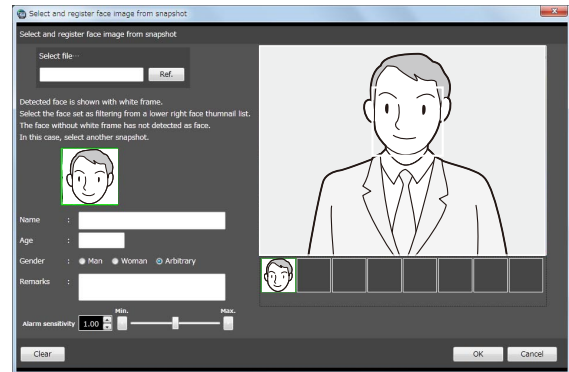 Select and register face image from snapshot
Select and register face image from snapshot
Select file
Ref.
Detected face is shown with white frame.
Select the face set as filtering from a lower right face thumnail list.
The face without white frame has not detected as face.
In this case, select another snapshot.
Name :
Age :
Gender : Man Woman Arbitrary
Remarks :
Min. Max.
Alarm sensitivity 1.00
Clear OK Cancel